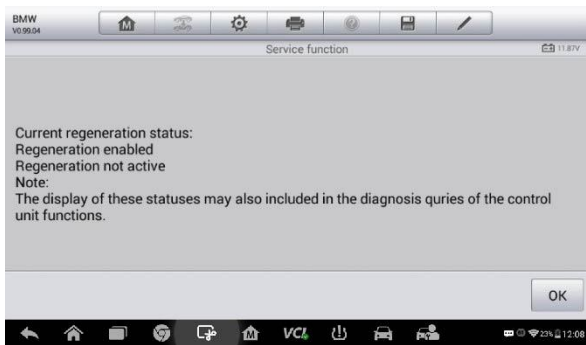 BMW
V0.99.04
Service function
11.87V
Current regeneration status:
Regeneration enabled
Regeneration not active
Note:
The display of these statuses may also included in the diagnosis quries of the control
unit functions.
OK
VCI
23% 12:08